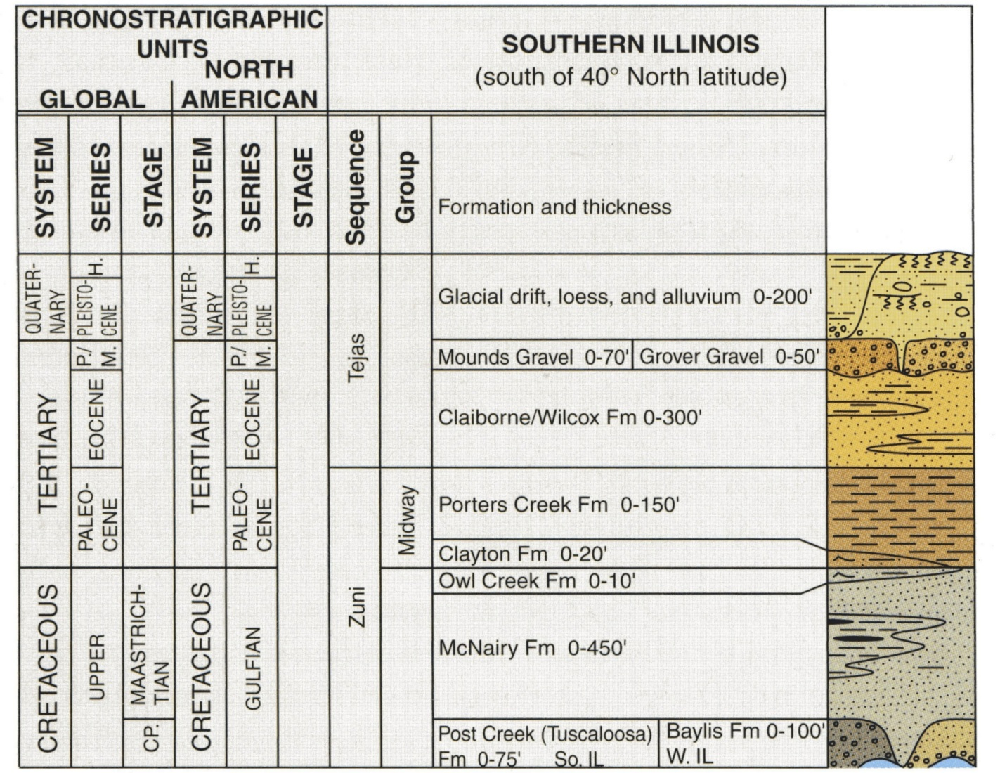 CHRONOSTRATIGRAPHIC
UNITS
GLOBAL
NORTH
AMERICAN
SOUTHERN ILLINOIS
(south of 40° North latitude)
SYSTEM
SERIES
STAGE
SYSTEM
SERIES
STAGE
Sequence
Group
Formation and thickness
QUATER-
NARY
H.
PLEISTO-
CENE
QUATER-
NARY
H.
PLEISTO-
CENE
Tejas
Glacial drift, loess, and alluvium 0-200'
TERTIARY
P./
M.
TERTIARY
P./
M.
Mounds Gravel 0-70'
Grover Gravel 0-50'
EOCENE
EOCENE
Claiborne/Wilcox Fm 0-300'
PALEO-
CENE
PALEO-
CENE
Zuni
Midway
Porters Creek Fm 0-150'
Clayton Fm 0-20'
CRETACEOUS
UPPER
MAASTRICH-
TIAN
CP.
CRETACEOUS
GULFIAN
Owl Creek Fm 0-10'
McNairy Fm 0-450'
Post Creek (Tuscaloosa)
Fm 0-75' So. IL
Baylis Fm 0-100'
W. IL